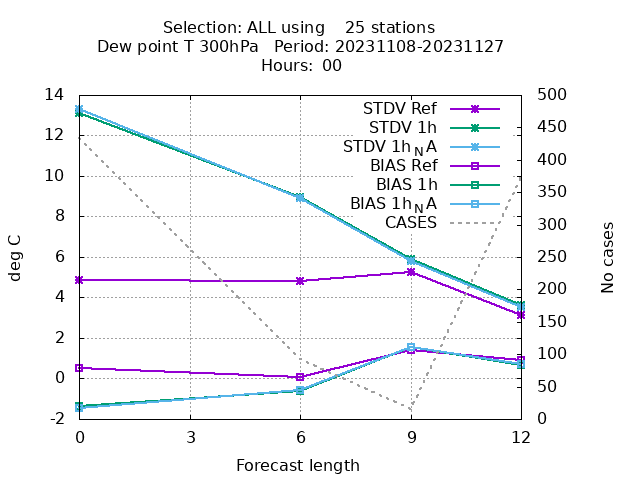 Selection: ALL using    25 stations
Dew point T 300hPa   Period: 20231108-20231127
Hours: 00
14
12
10
8
6
4
2
0
-2
500
450
400
350
300
250
200
150
100
50
0
STDV Ref
STDV 1h
STDV 1hNA
BIAS Ref
BIAS 1h
BIAS 1hNA
CASES
deg C
No cases
0 3 6 9 12
Forecast length